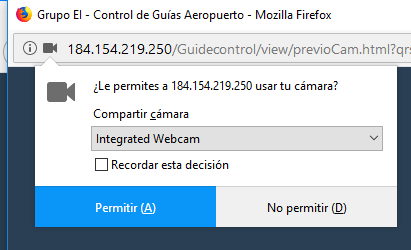 Grupo EI - Control de Guías Aeropuerto - Mozilla Firefox
184.154.219.250/Guidecontrol/view/previoCam.html?qrs
¿Le permites a 184.154.219.250 usar tu cámara?
Compartir cámara
Integrated Webcam
Recordar esta decisión
Permitir (A)
No permitir (D)